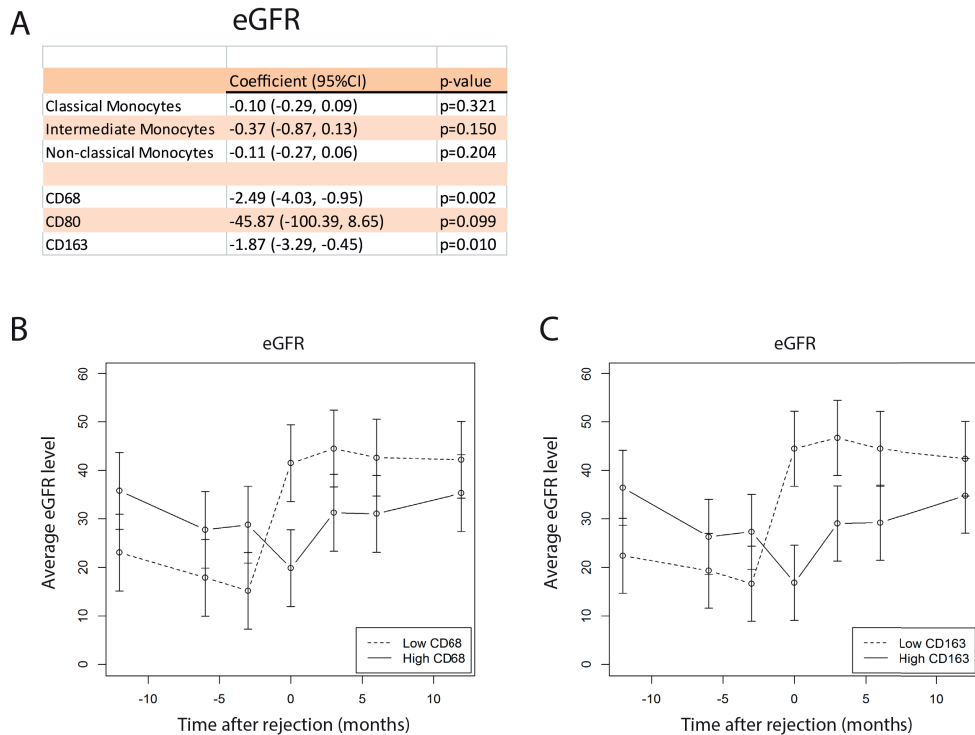 A
eGFR
Coefficient (95%CI) p-value
Classical Monocytes -0.10 (-0.29, 0.09) p=0.321
Intermediate Monocytes -0.37 (-0.87, 0.13) p=0.150
Non-classical Monocytes -0.11 (-0.27, 0.06) p=0.204
CD68 -2.49 (-4.03, -0.95) p=0.002
CD80 -45.87 (-100.39, 8.65) p=0.099
CD163 -1.87 (-3.29, -0.45) p=0.010
B
eGFR
Average eGFR level
60
50
40
30
20
10
0
Low CD68
High CD68
-10 -5 0 5 10
Time after rejection (months)
C
eGFR
Average eGFR level
60
50
40
30
20
10
0
Low CD163
High CD163
-10 -5 0 5 10
Time after rejection (months)